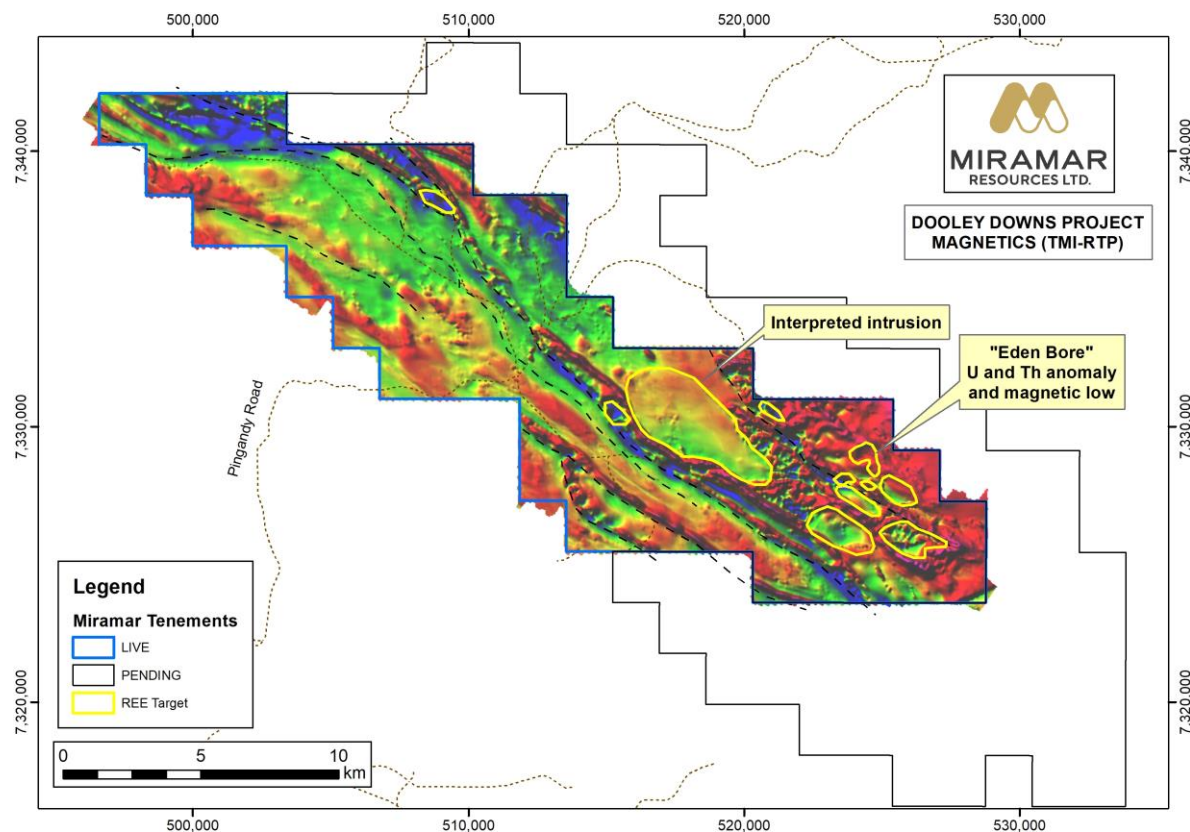 500,000
510,000
520,000
530,000
7,340,000
7,340,000
MIRAMAR
RESOURCES LTD.
DOOLEY DOWNS PROJECT
MAGNETICS (TMI-RTP)
Interpreted intrusion
"Eden Bore"
U and Th anomaly
and magnetic low
Pingandy Road
7,330,000
7,330,000
Legend
Miramar Tenements
LIVE
PENDING
REE Target
7,320,000
7,320,000
0
5
10
km
500,000
510,000
520,000
530,000